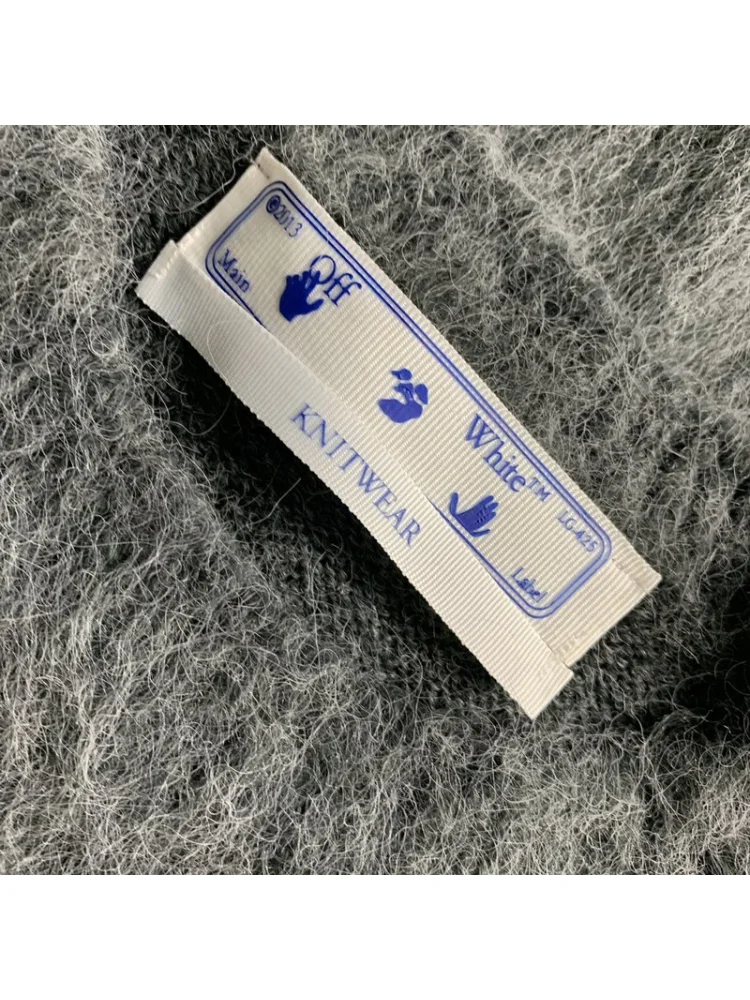 ©2013
Main
Off
White™
LG.425
Label
KNITWEAR